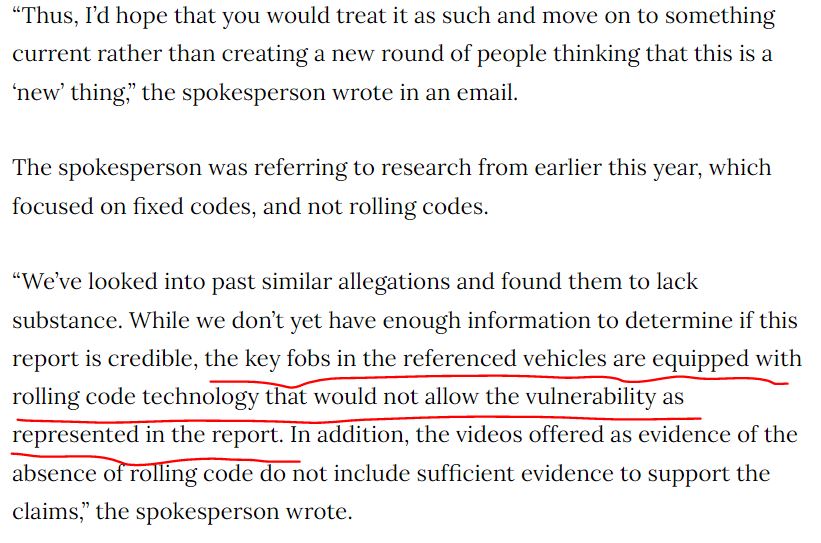 “Thus, I’d hope that you would treat it as such and move on to something
current rather than creating a new round of people thinking that this is a
‘new’ thing,” the spokesperson wrote in an email.
The spokesperson was referring to research from earlier this year, which
focused on fixed codes, and not rolling codes.
“We’ve looked into past similar allegations and found them to lack
substance. While we don’t yet have enough information to determine if this
report is credible, the key fobs in the referenced vehicles are equipped with
rolling code technology that would not allow the vulnerability as
represented in the report. In addition, the videos offered as evidence of the
absence of rolling code do not include sufficient evidence to support the
claims,” the spokesperson wrote.